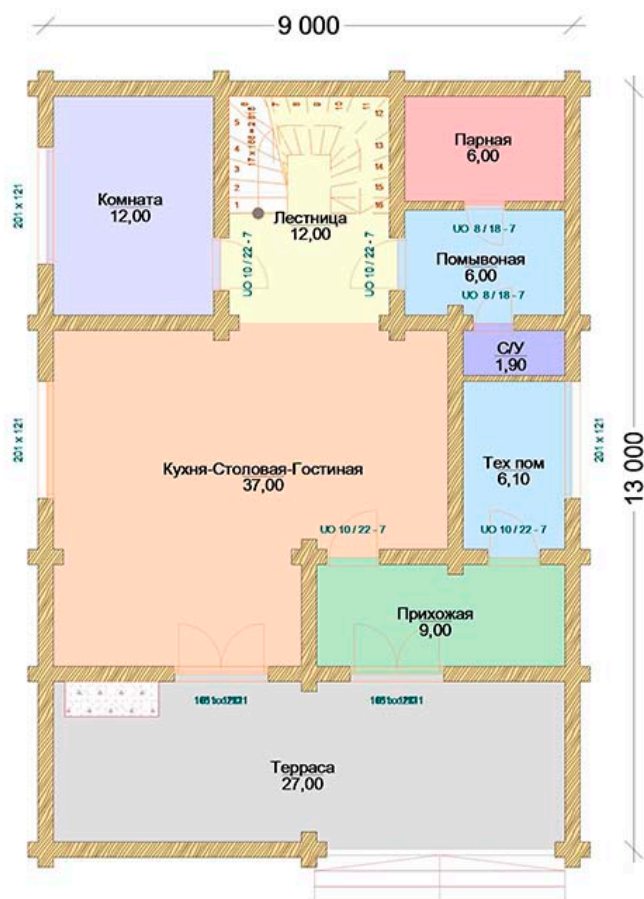 9 000
Парная
6,00
Комната
12,00
201 x 121
Лестница
12,00
UO 10 / 22 - 7
UO 10 / 22 - 7
UO 8 / 18 - 7
Помывоная
6,00
UO 8 / 18 - 7
С/У
1,90
201 x 121
201 x 121
13 000
Кухня-Столовая-Гостиная
37,00
Тех пом
6,10
UO 10 / 22 - 7
UO 10 / 22 - 7
Прихожая
9,00
Терраса
27,00